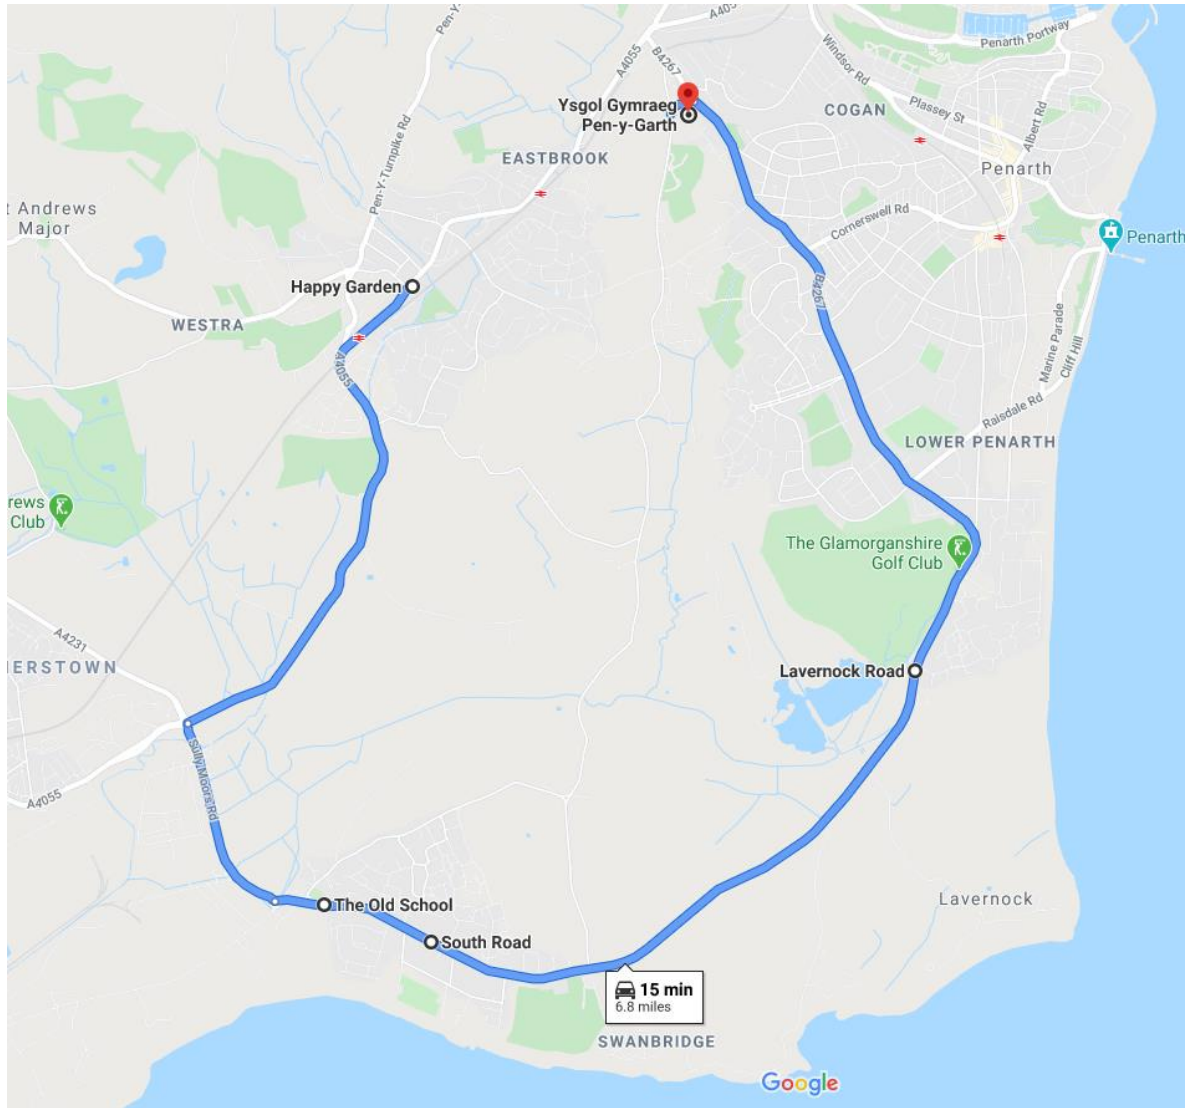 A4055
Penarth Portway
B4267
A4055
Windsor Rd
Pen-Y-
Ysgol Gymraeg
Pen-y-Garth
COGAN
Plassey St
Albert Rd
EASTBROOK
Pen-Y-Turnpike Rd
Penarth
t Andrews
Major
Cornerswell Rd
Penarth
Happy Garden
B4267
WESTRA
A4055
Marine Parade
Cliff Hill
Raisdale Rd
LOWER PENARTH
rews
Club
The Glamorganshire
Golf Club
A4231
IERSTOWN
Lavernock Road
Sully Moors Rd
A4055
The Old School
Lavernock
South Road
15 min
6.8 miles
SWANBRIDGE
Google